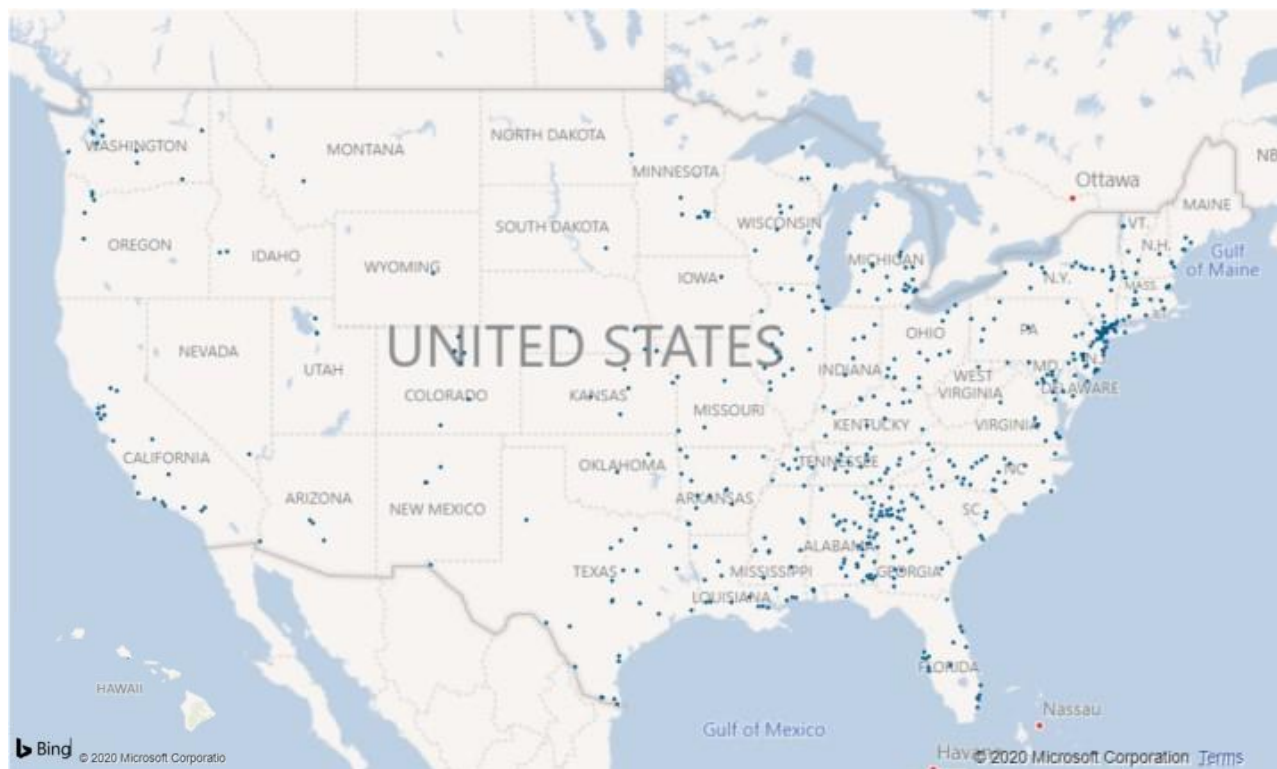 Ottawa
NB
WASHINGTON
MONTANA
NORTH DAKOTA
MINNESOTA
MAINE
VT.
N.H.
OREGON
IDAHO
SOUTH DAKOTA
WISCONSIN
MICHIGAN
Gulf
of Maine
WYOMING
IOWA
N.Y.
MASS.
UNITED STATES
NEVADA
UTAH
COLORADO
KANSAS
MISSOURI
INDIANA
OHIO
PA
MD.
WEST
VIRGINIA
DELAWARE
KENTUCKY
VIRGINIA
CALIFORNIA
ARIZONA
NEW MEXICO
OKLAHOMA
ARKANSAS
TENNESSEE
NC
SC
TEXAS
LOUISIANA
MISSISSIPPI
ALABAMA
GEORGIA
FLORIDA
HAWAII
Gulf of Mexico
Nassau
Bing
© 2020 Microsoft Corporatio
© 2020 Microsoft Corporation Terms